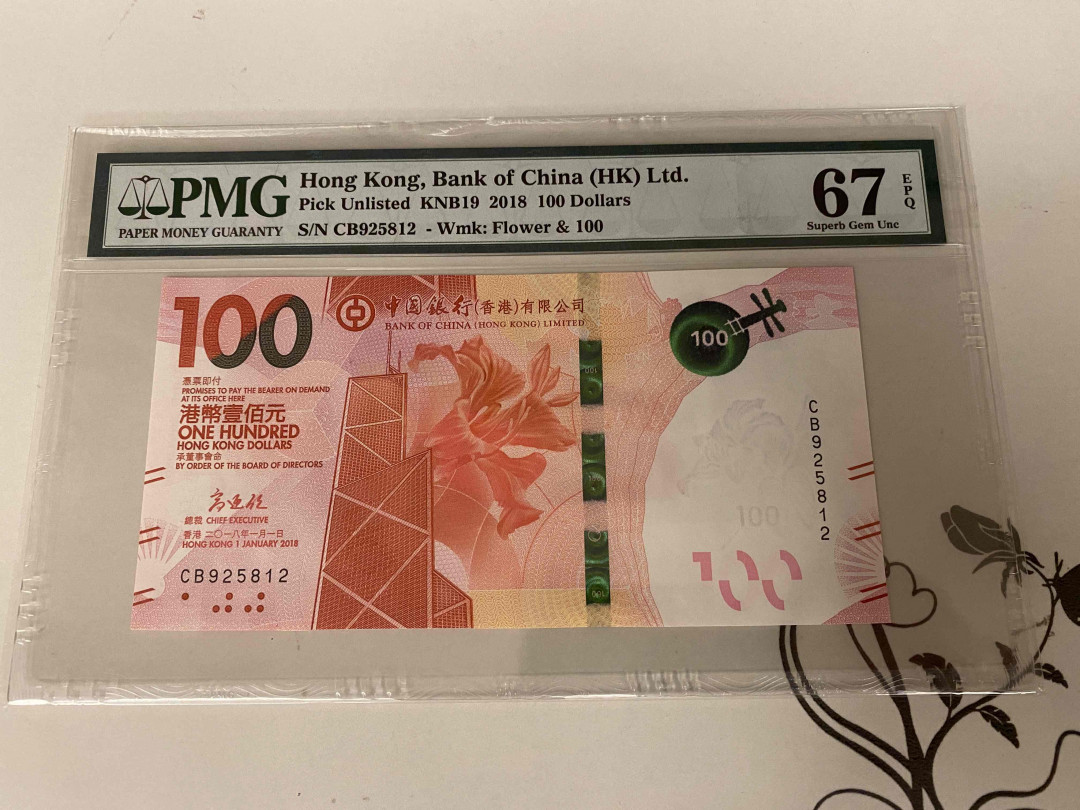 PMG
PAPER MONEY GUARANTY
Hong Kong, Bank of China (HK) Ltd.
Pick Unlisted KNB19 2018 100 Dollars
S/N CB925812 - Wmk: Flower & 100
67
EPQ
Superb Gem Unc
100
中國銀行(香港)有限公司
BANK OF CHINA (HONG KONG) LIMITED
憑票即付
PROMISES TO PAY THE BEARER ON DEMAND
AT ITS OFFICE HERE
港幣壹佰元
ONE HUNDRED
HONG KONG DOLLARS
承董事會命
BY ORDER OF THE BOARD OF DIRECTORS
總裁 CHIEF EXECUTIVE
香港 二〇一八年一月一日
HONG KONG 1 JANUARY 2018
CB925812
100
100
100
100
CB925812
100
100